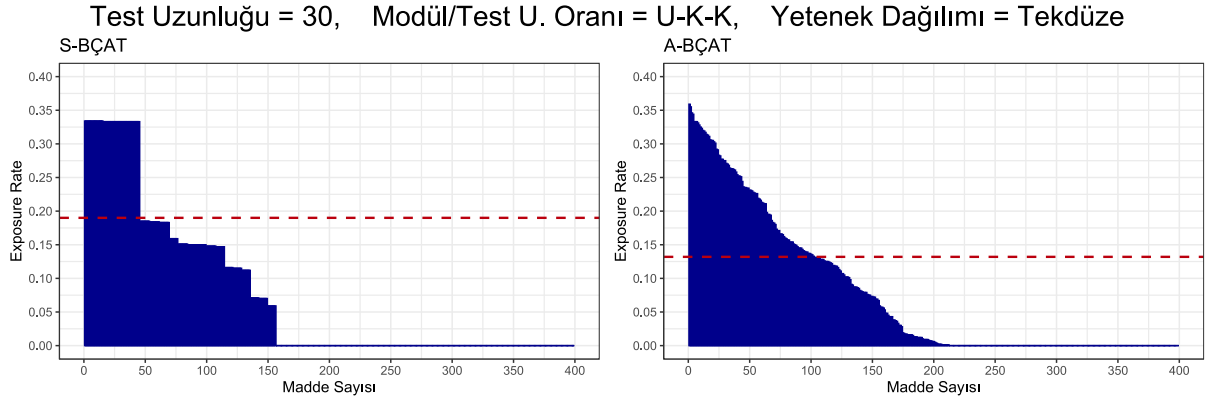 Test Uzunluğu = 30, Modül/Test U. Oranı = U-K-K, Yetenek Dağılımı = Tekdüze
S-BÇAT
0.40
0.35
0.30
0.25
0.20
0.15
0.10
0.05
0.00
Exposure Rate
0 50 100 150 200 250 300 350 400
Madde Sayısı
A-BÇAT
0.40
0.35
0.30
0.25
0.20
0.15
0.10
0.05
0.00
Exposure Rate
0 50 100 150 200 250 300 350 400
Madde Sayısı